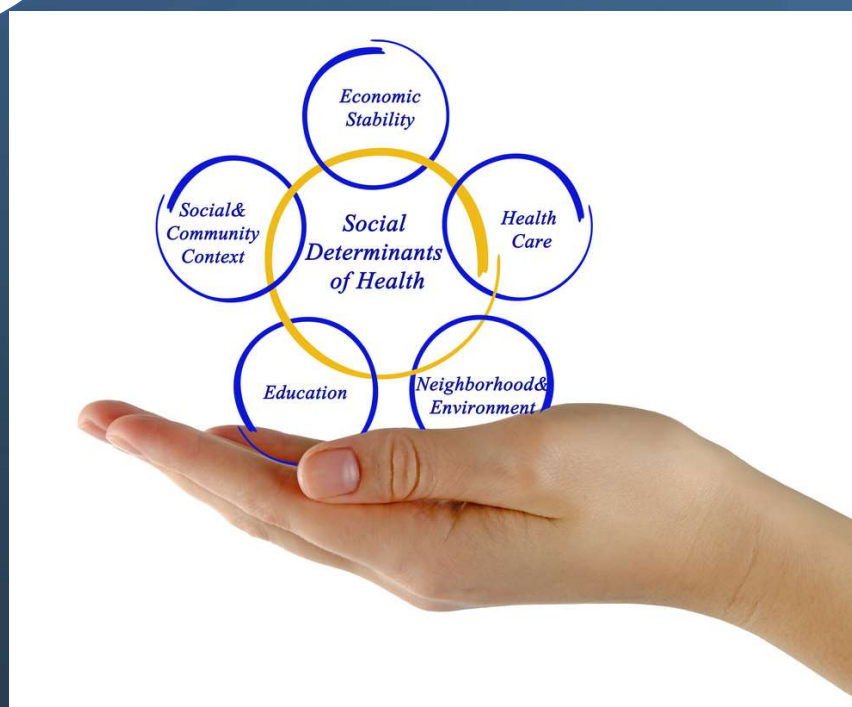 Economic
Stability
Social&
Community
Context
Social
Determinants
of Health
Health
Care
Education
Neighborhood&
Environment